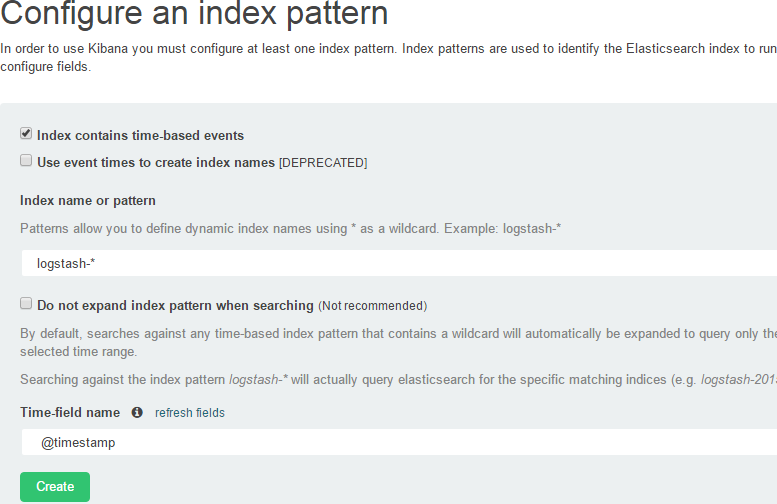 Configure an index pattern
In order to use Kibana you must configure at least one index pattern. Index patterns are used to identify the Elasticsearch index to run
configure fields.
Index contains time-based events
Use event times to create index names [DEPRECATED]
Index name or pattern
Patterns allow you to define dynamic index names using * as a wildcard. Example: logstash-*
logstash-*
Do not expand index pattern when searching (Not recommended)
By default, searches against any time-based index pattern that contains a wildcard will automatically be expanded to query only the
selected time range.
Searching against the index pattern logstash-* will actually query elasticsearch for the specific matching indices (e.g. logstash-2015
Time-field name refresh fields
@timestamp
Create